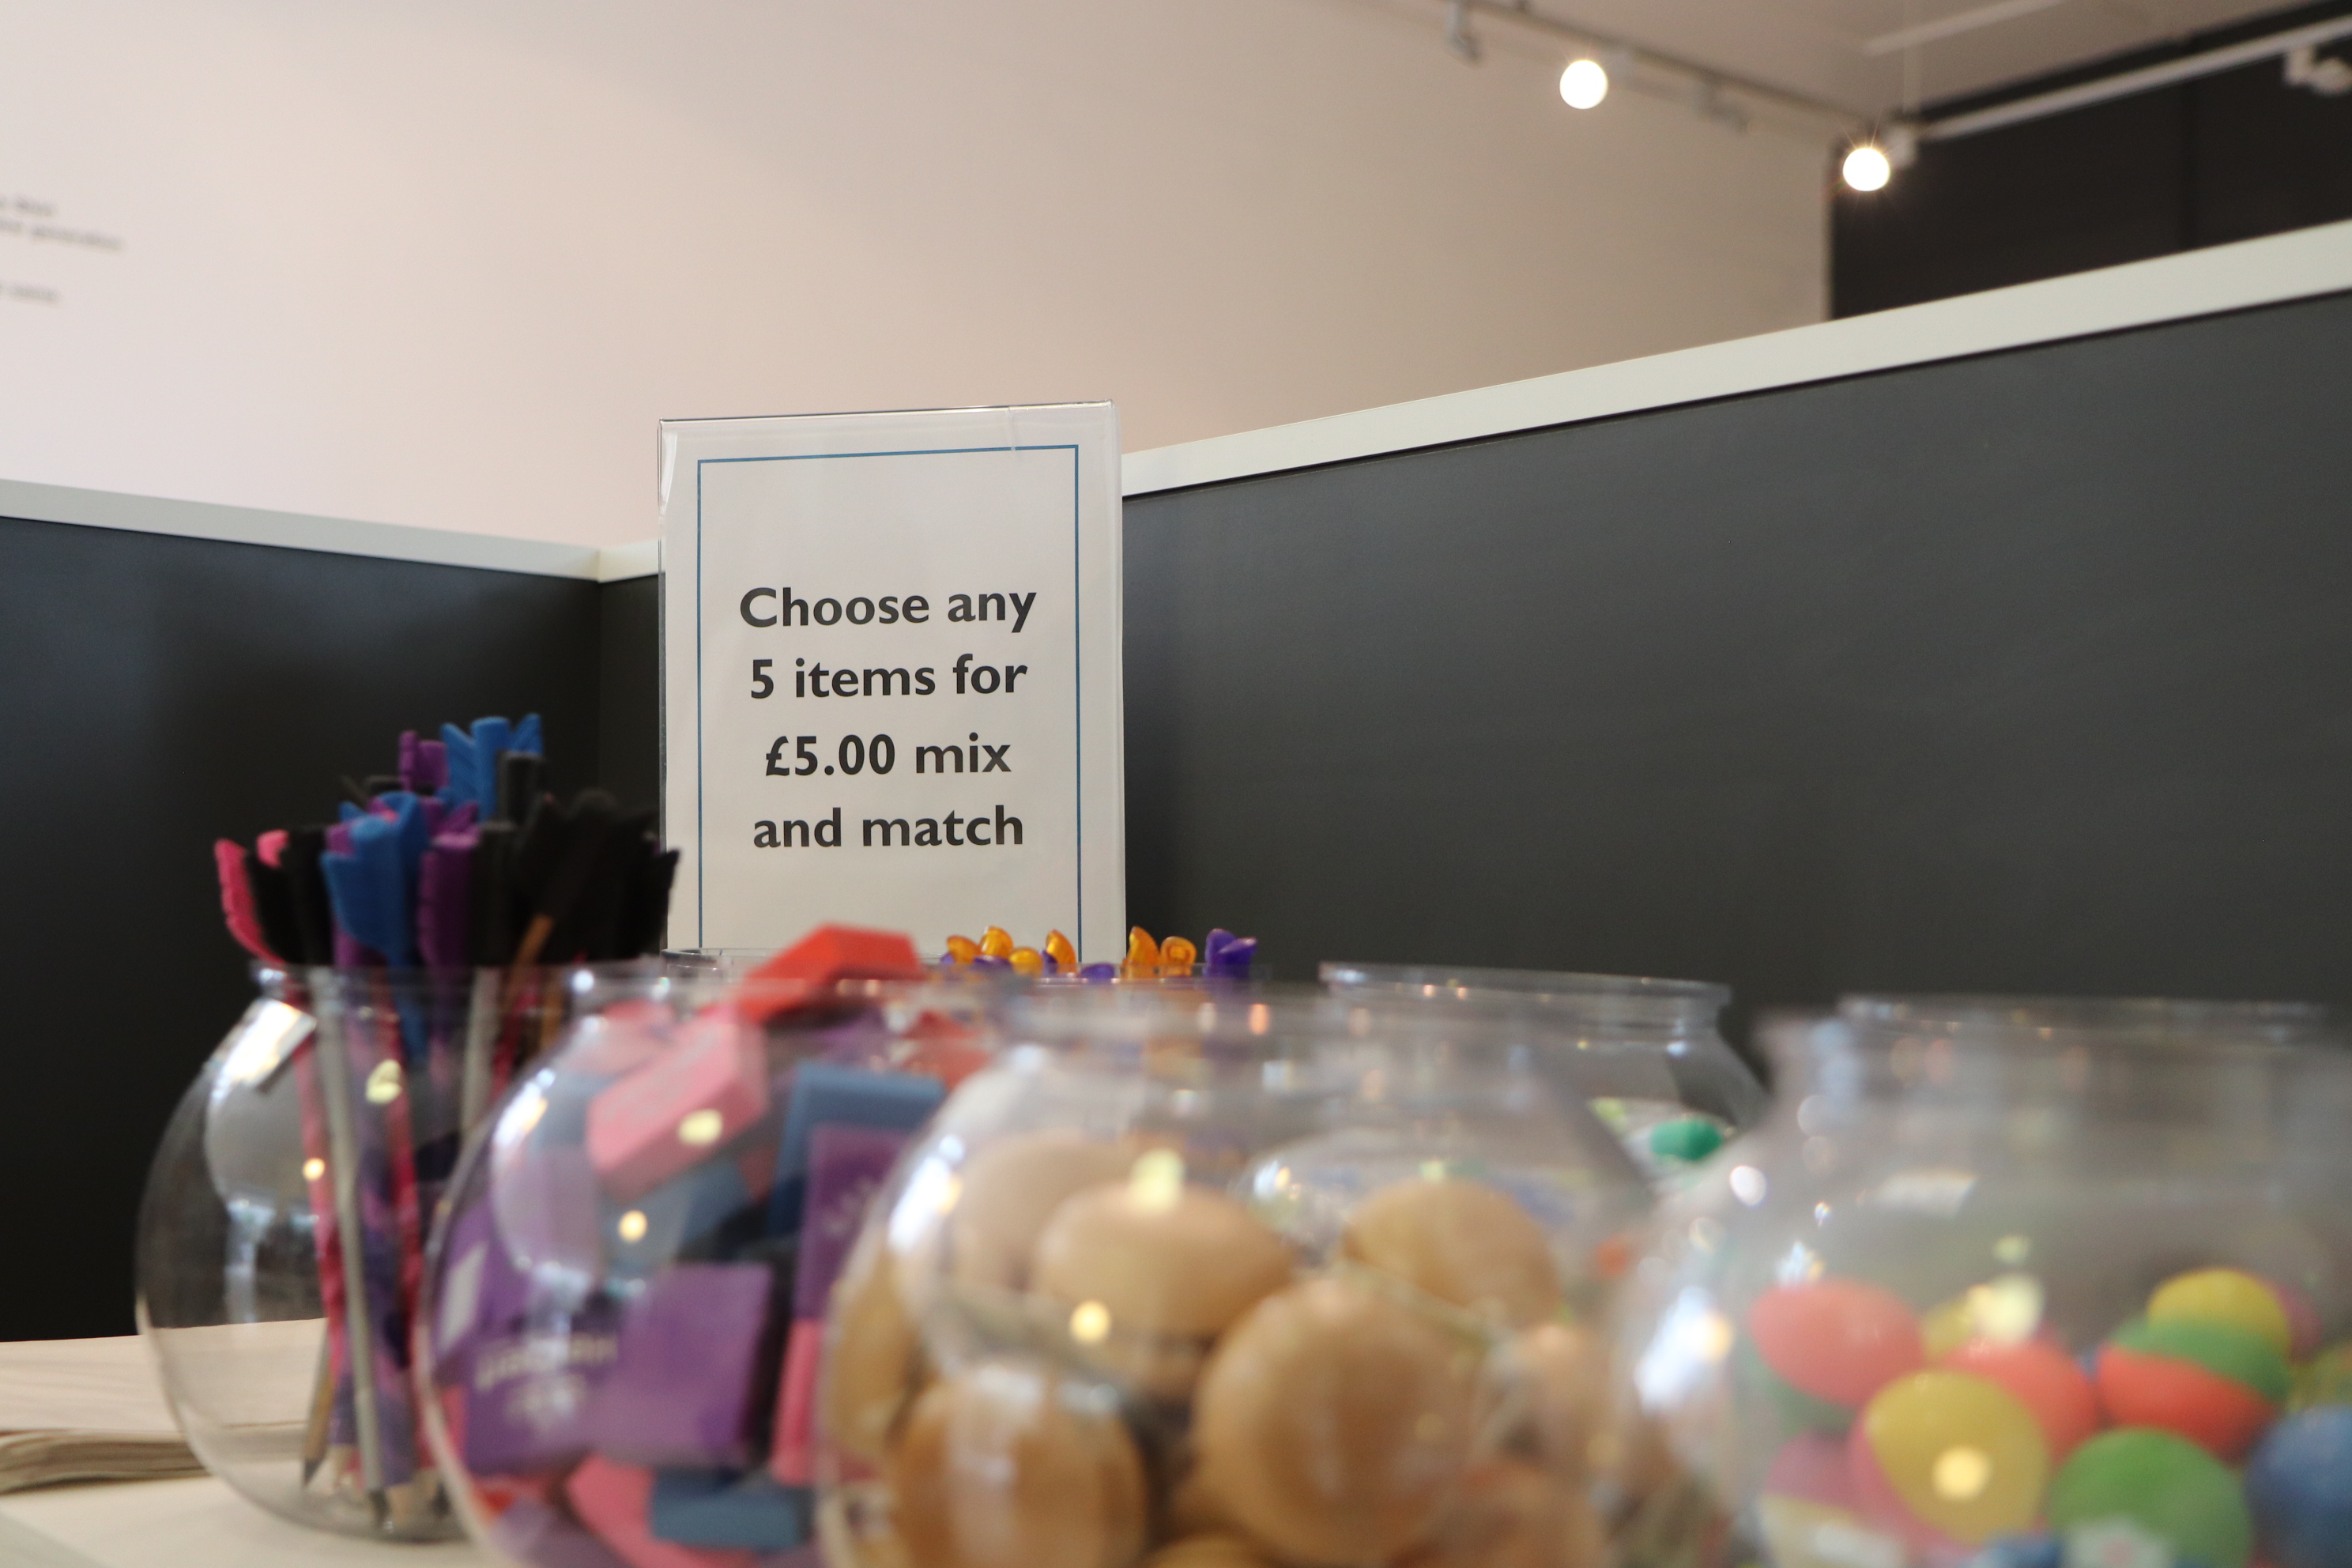 Choose any
5 items for
£5.00 mix
and match